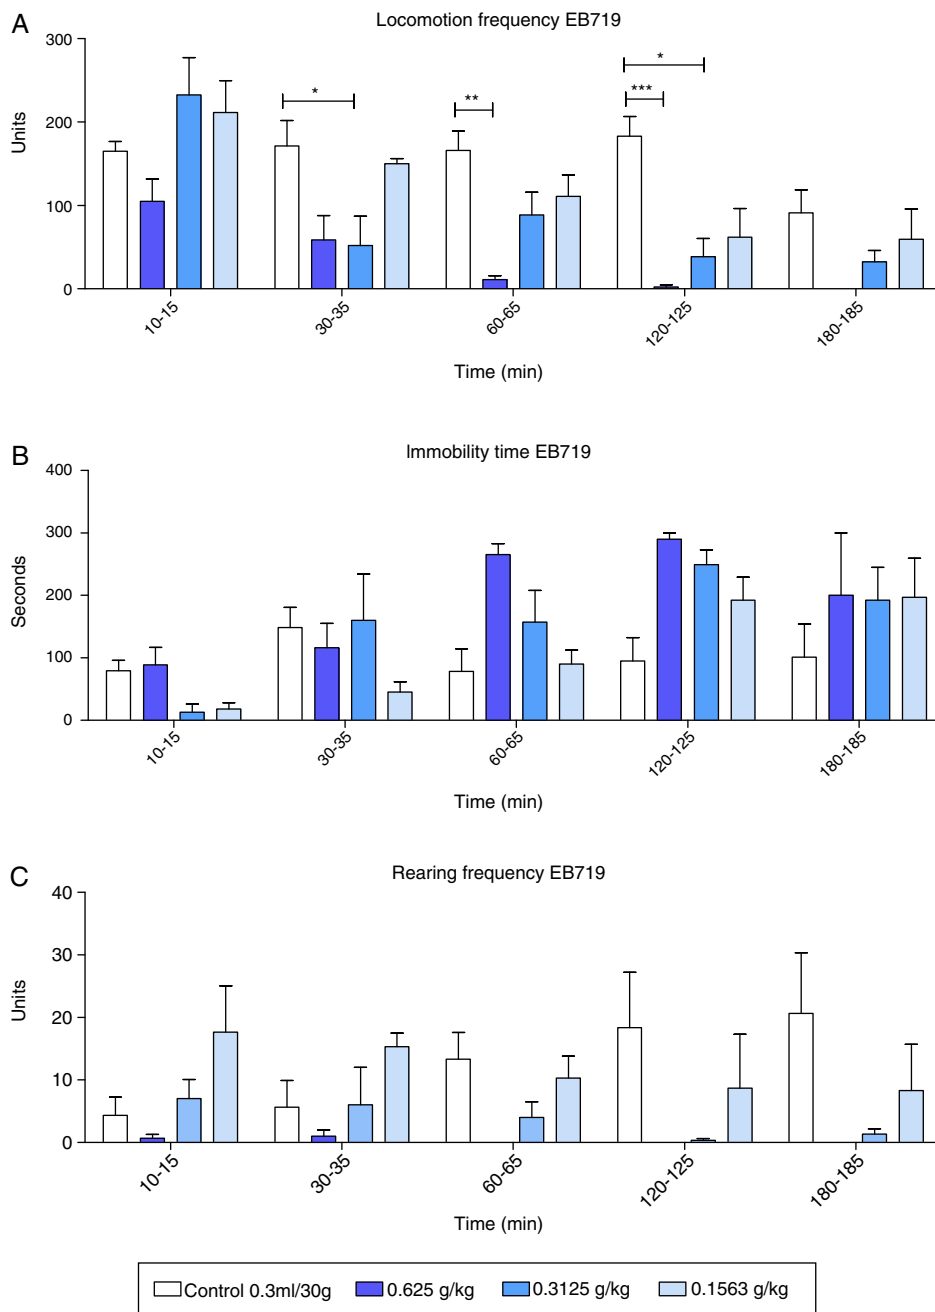 A
Locomotion frequency EB719
300
200
100
0
Units
*
**
*
***
10-15
30-35
60-65
120-125
180-185
Time (min)
B
Immobility time EB719
400
300
200
100
0
Seconds
10-15
30-35
60-65
120-125
180-185
Time (min)
C
Rearing frequency EB719
40
30
20
10
0
Units
10-15
30-35
60-65
120-125
180-185
Time (min)
Control 0.3ml/30g 0.625 g/kg 0.3125 g/kg 0.1563 g/kg